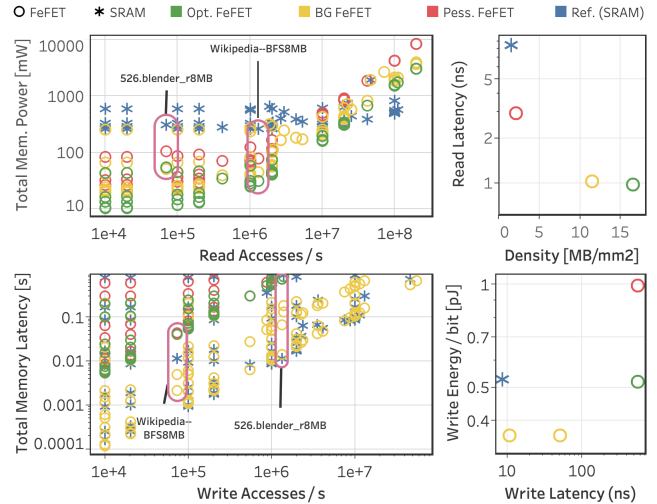 FeFET SRAM Opt. FeFET BG FeFET Pess. FeFET Ref. (SRAM)
Total Mem. Power [mW]
10000
1000
100
10
Wikipedia--BFS8MB
526.blender_r8MB
1e+4 1e+5 1e+6 1e+7 1e+8
Read Accesses / s
Read Latency (ns)
5
2
1
0 5 10 15
Density [MB/mm2]
Total Memory Latency [s]
0.1
0.01
0.001
0.0001
Wikipedia--
BFS8MB
526.blender_r8MB
1e+4 1e+5 1e+6 1e+7
Write Accesses / s
Write Energy / bit [pJ]
1
0.7
0.5
0.4
10 100
Write Latency (ns)